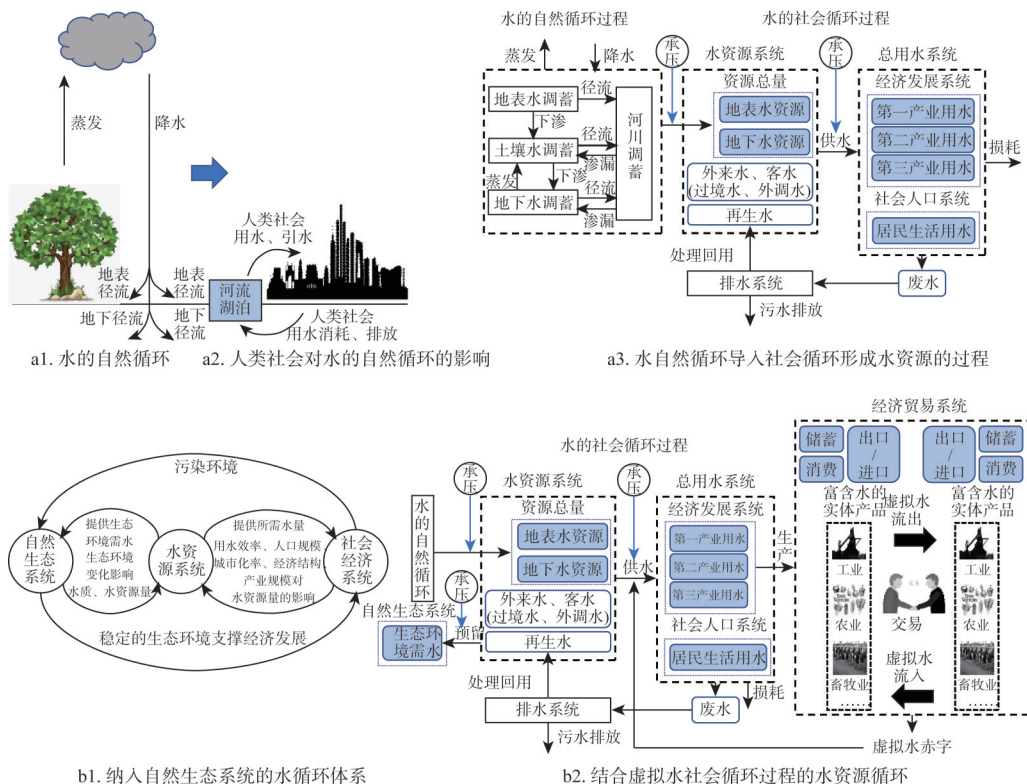 蒸发
降水
地表
径流
地表
径流
地下径流
地下
径流
河流
湖泊
人类社会
用水、引水
人类社会
用水消耗、排放
a1. 水的自然循环
a2. 人类社会对水的自然循环的影响
水的自然循环过程
水的社会循环过程
蒸发
降水
承压
水资源系统
承压
总用水系统
地表水调蓄
径流
下渗
土壤水调蓄
径流
渗漏
蒸发
下渗
地下水调蓄
径流
渗漏
河川调蓄
资源总量
地表水资源
地下水资源
外来水、客水
(过境水、外调水)
再生水
供水
经济发展系统
第一产业用水
第二产业用水
第三产业用水
社会人口系统
居民生活用水
损耗
处理回用
排水系统
废水
污水排放
a3. 水自然循环导入社会循环形成水资源的过程
污染环境
自然
生态系统
提供生态
环境需水
生态环境
变化影响
水质、水资源量
水资
源系统
提供所需水量
用水效率、人口规模
城市化率、经济结构、
产业规模对
水资源量的影响
社会
经济系统
稳定的生态环境支撑经济发展
b1. 纳入自然生态系统的水循环体系
水的社会循环过程
水的自然循环
承压
水资源系统
承压
总用水系统
资源总量
地表水资源
地下水资源
外来水、客水
(过境水、外调水)
再生水
承压
自然生态系统
生态环
境需水
预留
供水
经济发展系统
第一产业用水
第二产业用水
第三产业用水
社会人口系统
居民生活用水
生产
处理回用
排水系统
废水
损耗
污水排放
经济贸易系统
储蓄
消费
出口
/
进口
出口
/
进口
储蓄
消费
富含水的
实体产品
虚拟水
流出
富含水的
实体产品
工业
工业
农业
交易
农业
虚拟水
流入
畜牧业
畜牧业
……
……
虚拟水赤字
b2. 结合虚拟水社会循环过程的水资源循环